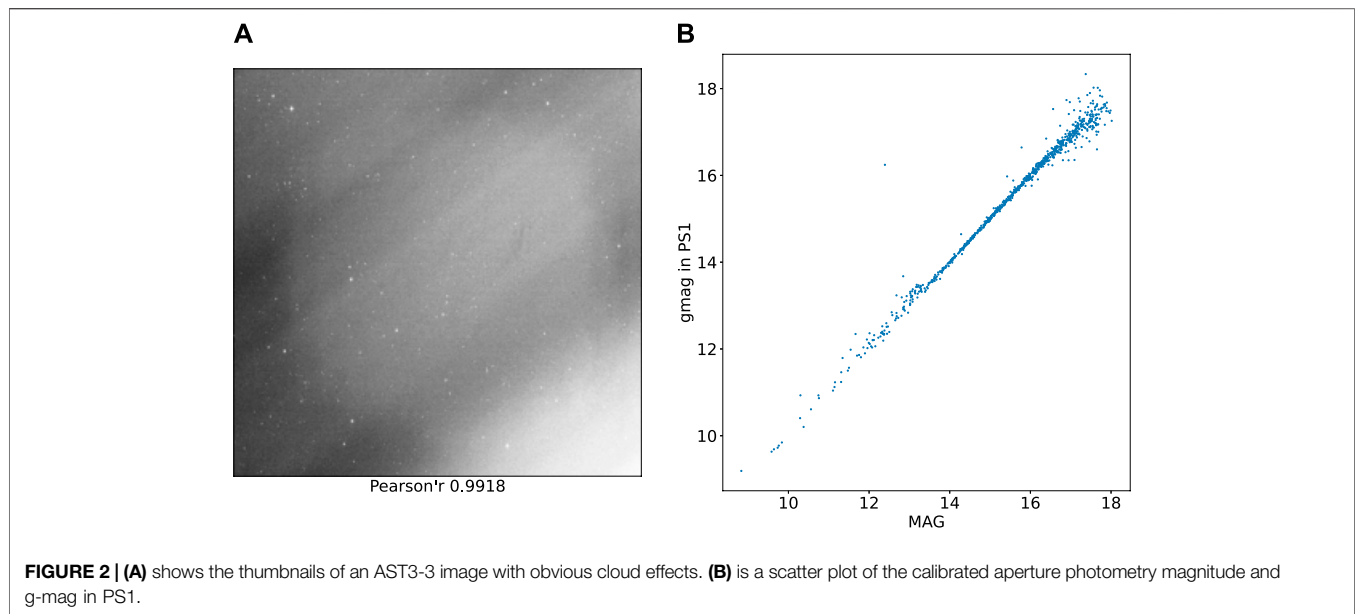 A
B
Pearson'r 0.9918
gmag in PS1
18
16
14
12
10
10 12 14 16 18
MAG
FIGURE 2 | (A) shows the thumbnails of an AST3-3 image with obvious cloud effects. (B) is a scatter plot of the calibrated aperture photometry magnitude and
g-mag in PS1.